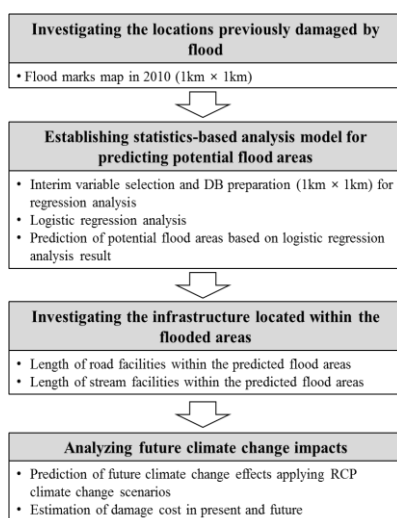 Investigating the locations previously damaged by
flood
• Flood marks map in 2010 (1km × 1km)
Establishing statistics-based analysis model for
predicting potential flood areas
• Interim variable selection and DB preparation (1km × 1km) for
regression analysis
• Logistic regression analysis
• Prediction of potential flood areas based on logistic regression
analysis result
Investigating the infrastructure located within the
flooded areas
• Length of road facilities within the predicted flood areas
• Length of stream facilities within the predicted flood areas
Analyzing future climate change impacts
• Prediction of future climate change effects applying RCP
climate change scenarios
• Estimation of damage cost in present and future